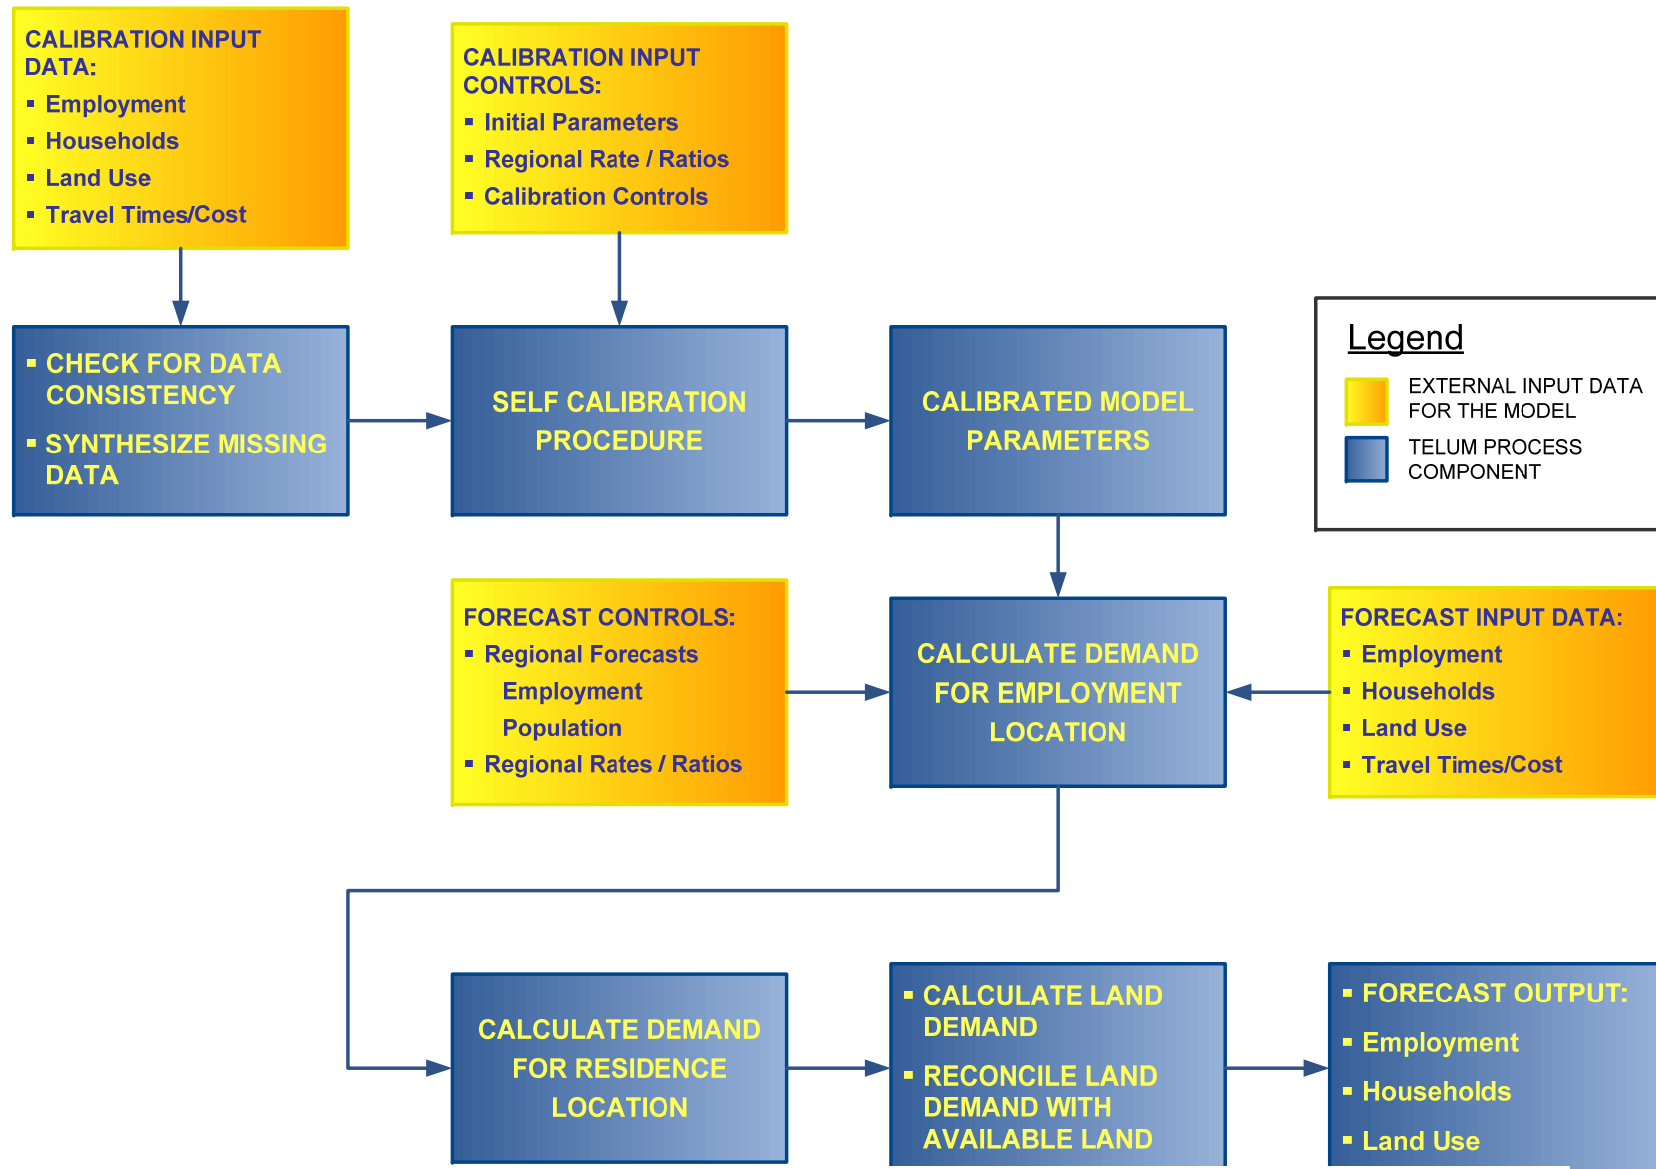 CALIBRATION INPUT
DATA:
▪ Employment
▪ Households
▪ Land Use
▪ Travel Times/Cost
CALIBRATION INPUT
CONTROLS:
▪ Initial Parameters
▪ Regional Rate / Ratios
▪ Calibration Controls
▪ CHECK FOR DATA
CONSISTENCY
▪ SYNTHESIZE MISSING
DATA
SELF CALIBRATION
PROCEDURE
CALIBRATED MODEL
PARAMETERS
Legend
EXTERNAL INPUT DATA
FOR THE MODEL
TELUM PROCESS
COMPONENT
FORECAST CONTROLS:
▪ Regional Forecasts
Employment
Population
▪ Regional Rates / Ratios
CALCULATE DEMAND
FOR EMPLOYMENT
LOCATION
FORECAST INPUT DATA:
▪ Employment
▪ Households
▪ Land Use
▪ Travel Times/Cost
CALCULATE DEMAND
FOR RESIDENCE
LOCATION
▪ CALCULATE LAND
DEMAND
▪ RECONCILE LAND
DEMAND WITH
AVAILABLE LAND
▪ FORECAST OUTPUT:
▪ Employment
▪ Households
▪ Land Use